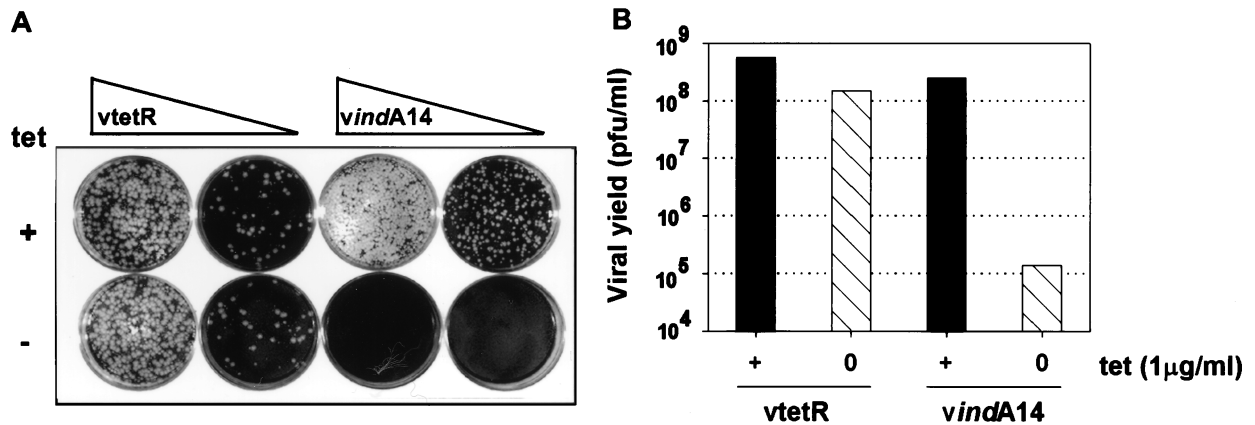 A
vtetR
vindA14
tet
+
-
B
Viral yield (pfu/ml)
10^9
10^8
10^7
10^6
10^5
10^4
+ 0 + 0 tet (1μg/ml)
vtetR vindA14